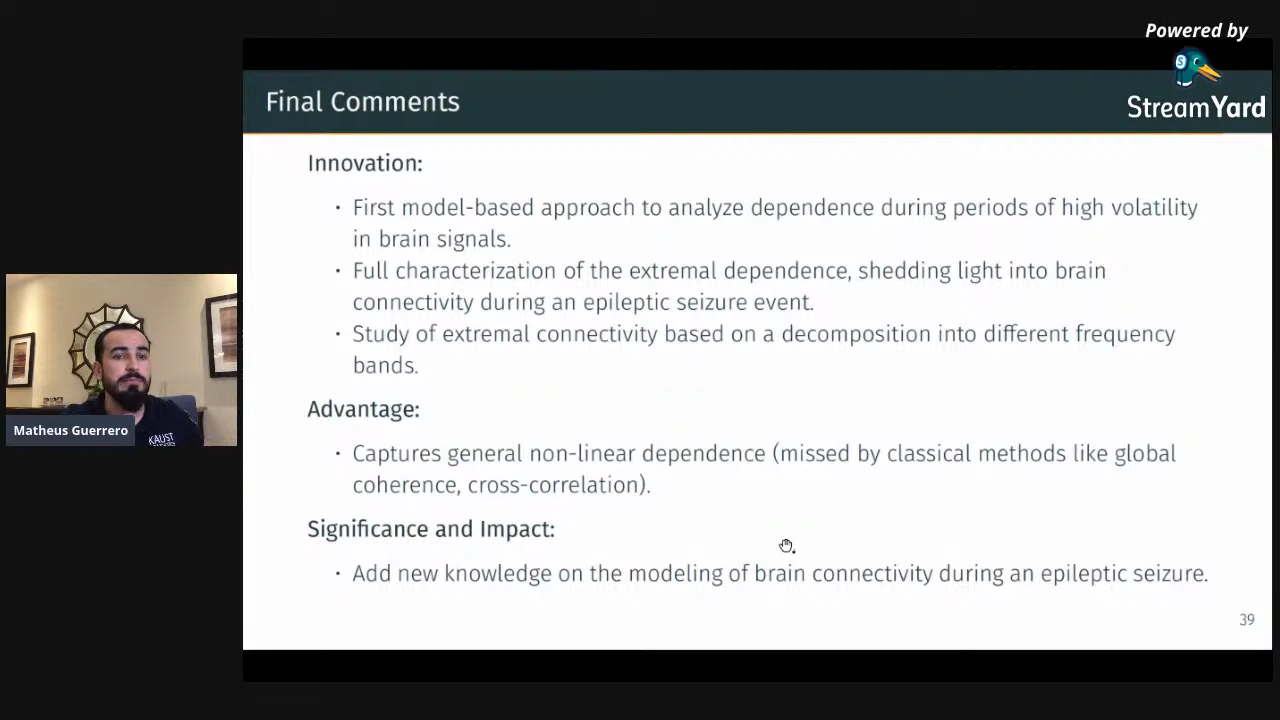 Powered by
StreamYard
Final Comments
Innovation:
· First model-based approach to analyze dependence during periods of high volatility
in brain signals.
· Full characterization of the extremal dependence, shedding light into brain
connectivity during an epileptic seizure event.
· Study of extremal connectivity based on a decomposition into different frequency
bands.
Advantage:
· Captures general non-linear dependence (missed by classical methods like global
coherence, cross-correlation).
Significance and Impact:
· Add new knowledge on the modeling of brain connectivity during an epileptic seizure.
39
Matheus Guerrero
KAUST